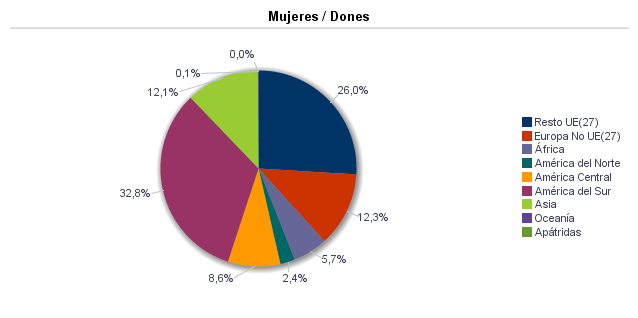 Mujeres / Dones
0,0%
0,1%
12,1%
26,0%
32,8%
12,3%
8,6%
2,4%
5,7%
Resto UE(27)
Europa No UE(27)
África
América del Norte
América Central
América del Sur
Asia
Oceanía
Apátridas